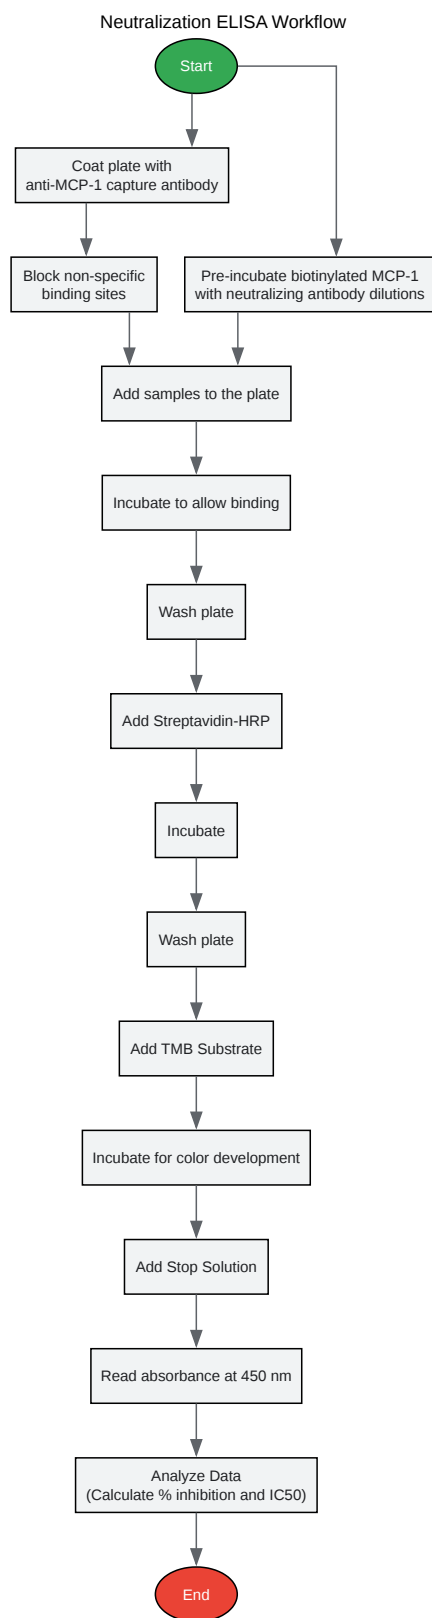 Neutralization ELISA Workflow
Start
Coat plate with
anti-MCP-1 capture antibody
Block non-specific
binding sites
Pre-incubate biotinylated MCP-1
with neutralizing antibody dilutions
Add samples to the plate
Incubate to allow binding
Wash plate
Add Streptavidin-HRP
Incubate
Wash plate
Add TMB Substrate
Incubate for color development
Add Stop Solution
Read absorbance at 450 nm
Analyze Data
(Calculate % inhibition and IC50)
End